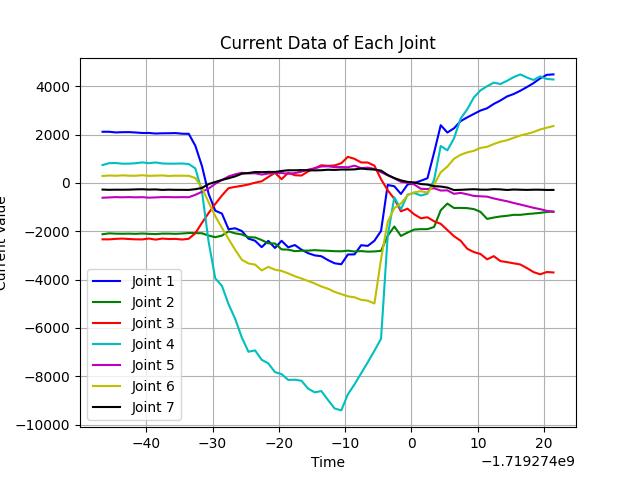 Current Data of Each Joint
4000
2000
0
−2000
−4000
−6000
−8000
−10000
Current Value
Joint 1
Joint 2
Joint 3
Joint 4
Joint 5
Joint 6
Joint 7
−40
−30
−20
−10
0
10
20
Time
−1.719274e9